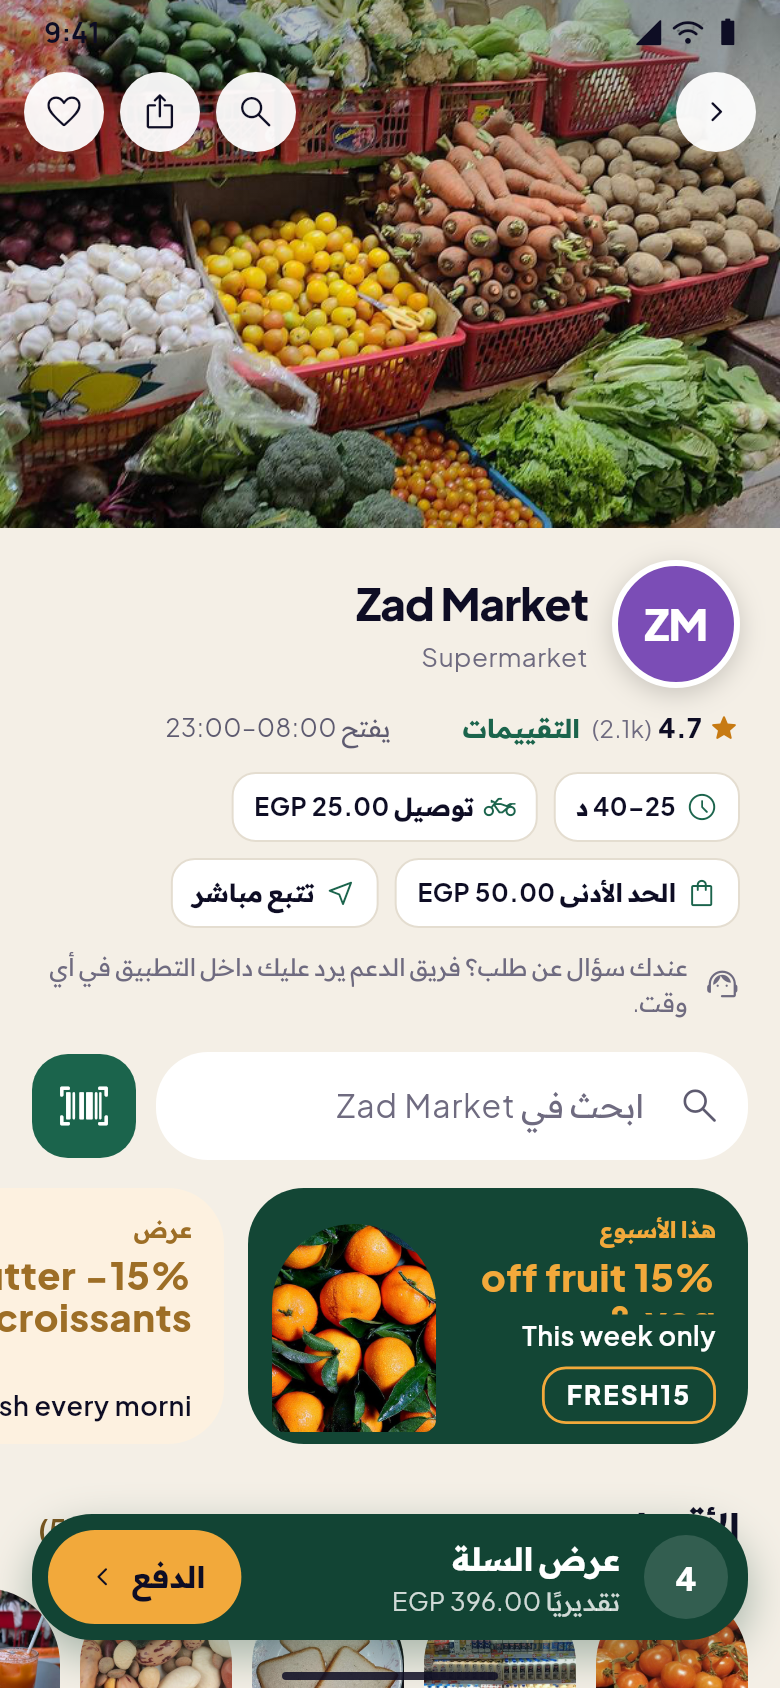 9:41
Zad Market
ZM
Supermarket
4.7 (2.1k) التقييمات
يفتح 08:00–23:00
25–40 د
توصيل EGP 25.00
الحد الأدنى EGP 50.00
تتبع مباشر
عندك سؤال عن طلب؟ فريق الدعم يرد عليك داخل التطبيق في أي
وقت.
ابحث في Zad Market
هذا الأسبوع
15% off fruit
This week only
FRESH15
عرض
15%
croissants
every
4
عرض السلة
تقديريًا EGP 396.00
الدفع